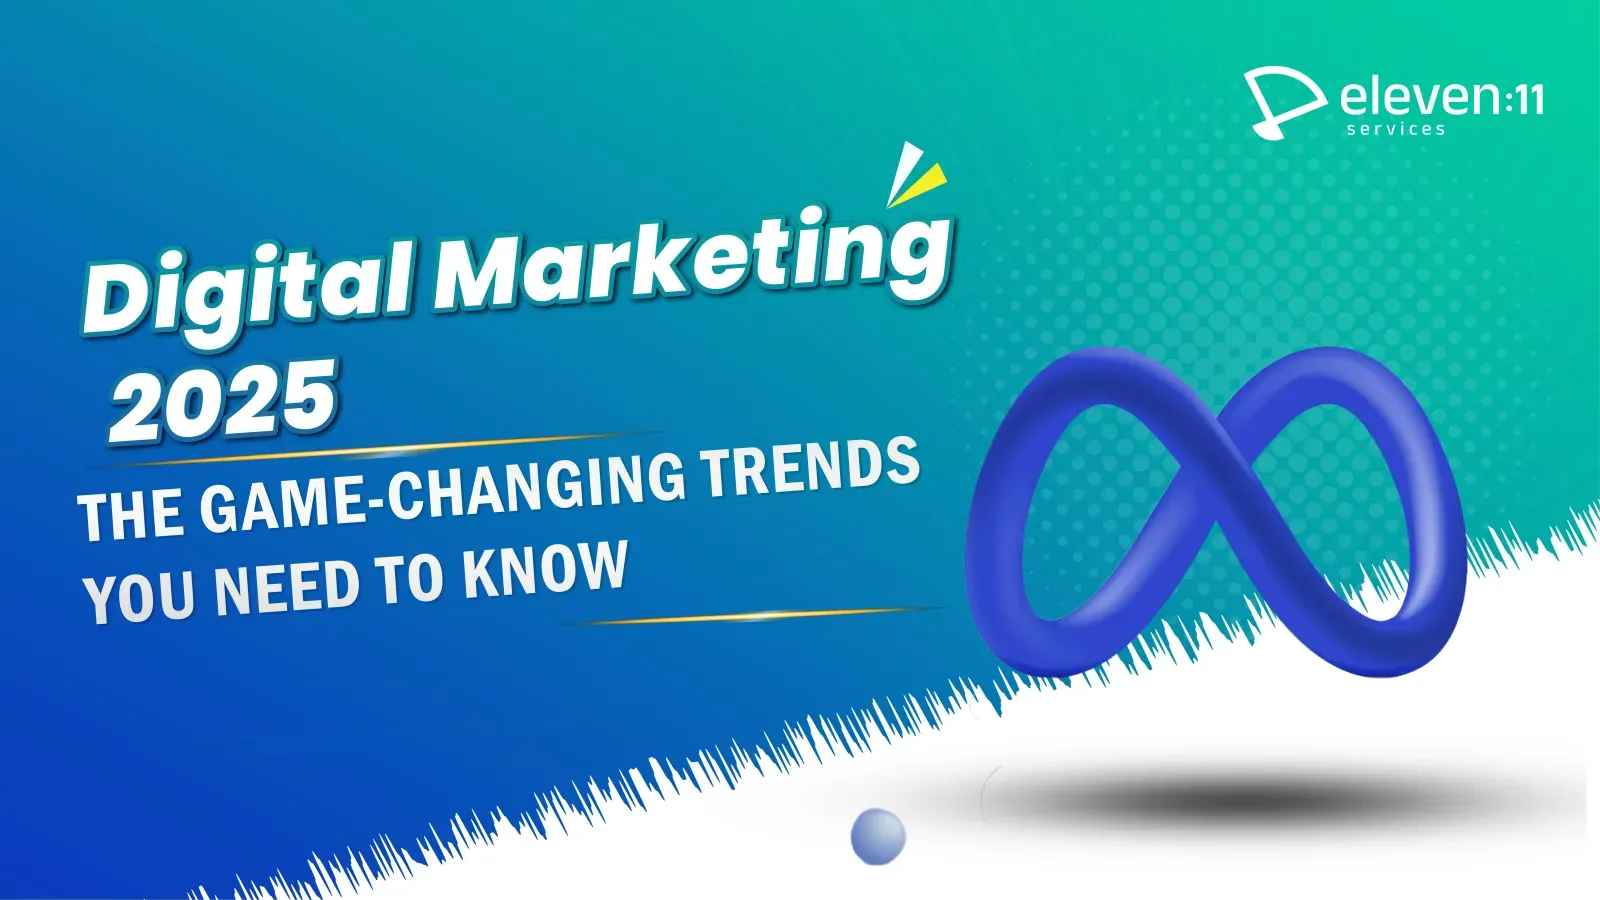 eleven:11
services
Digital Marketing
2025
THE GAME-CHANGING TRENDS
YOU NEED TO KNOW